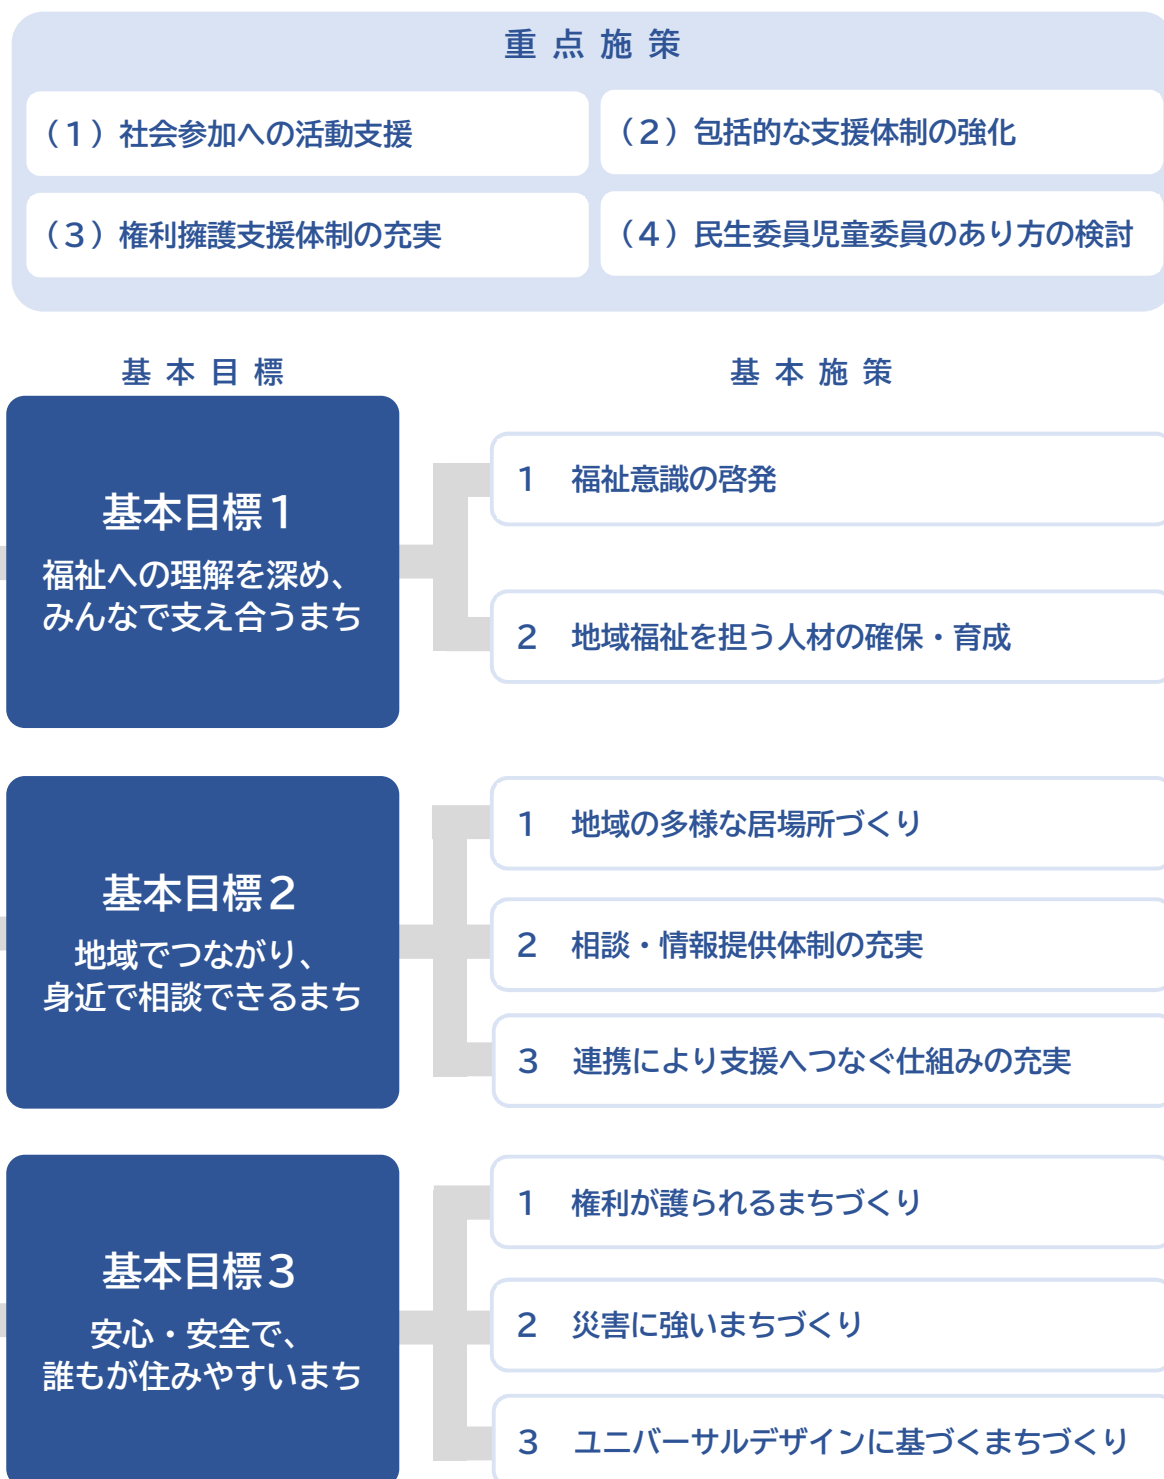 重点施策
（１）社会参加への活動支援
（２）包括的な支援体制の強化
（３）権利擁護支援体制の充実
（４）民生委員児童委員のあり方の検討
基本目標
基本施策
基本目標１
福祉への理解を深め、
みんなで支え合うまち
１　福祉意識の啓発
２　地域福祉を担う人材の確保・育成
基本目標２
地域でつながり、
身近で相談できるまち
１　地域の多様な居場所づくり
２　相談・情報提供体制の充実
３　連携により支援へつなぐ仕組みの充実
基本目標３
安心・安全で、
誰もが住みやすいまち
１　権利が護られるまちづくり
２　災害に強いまちづくり
３　ユニバーサルデザインに基づくまちづくり